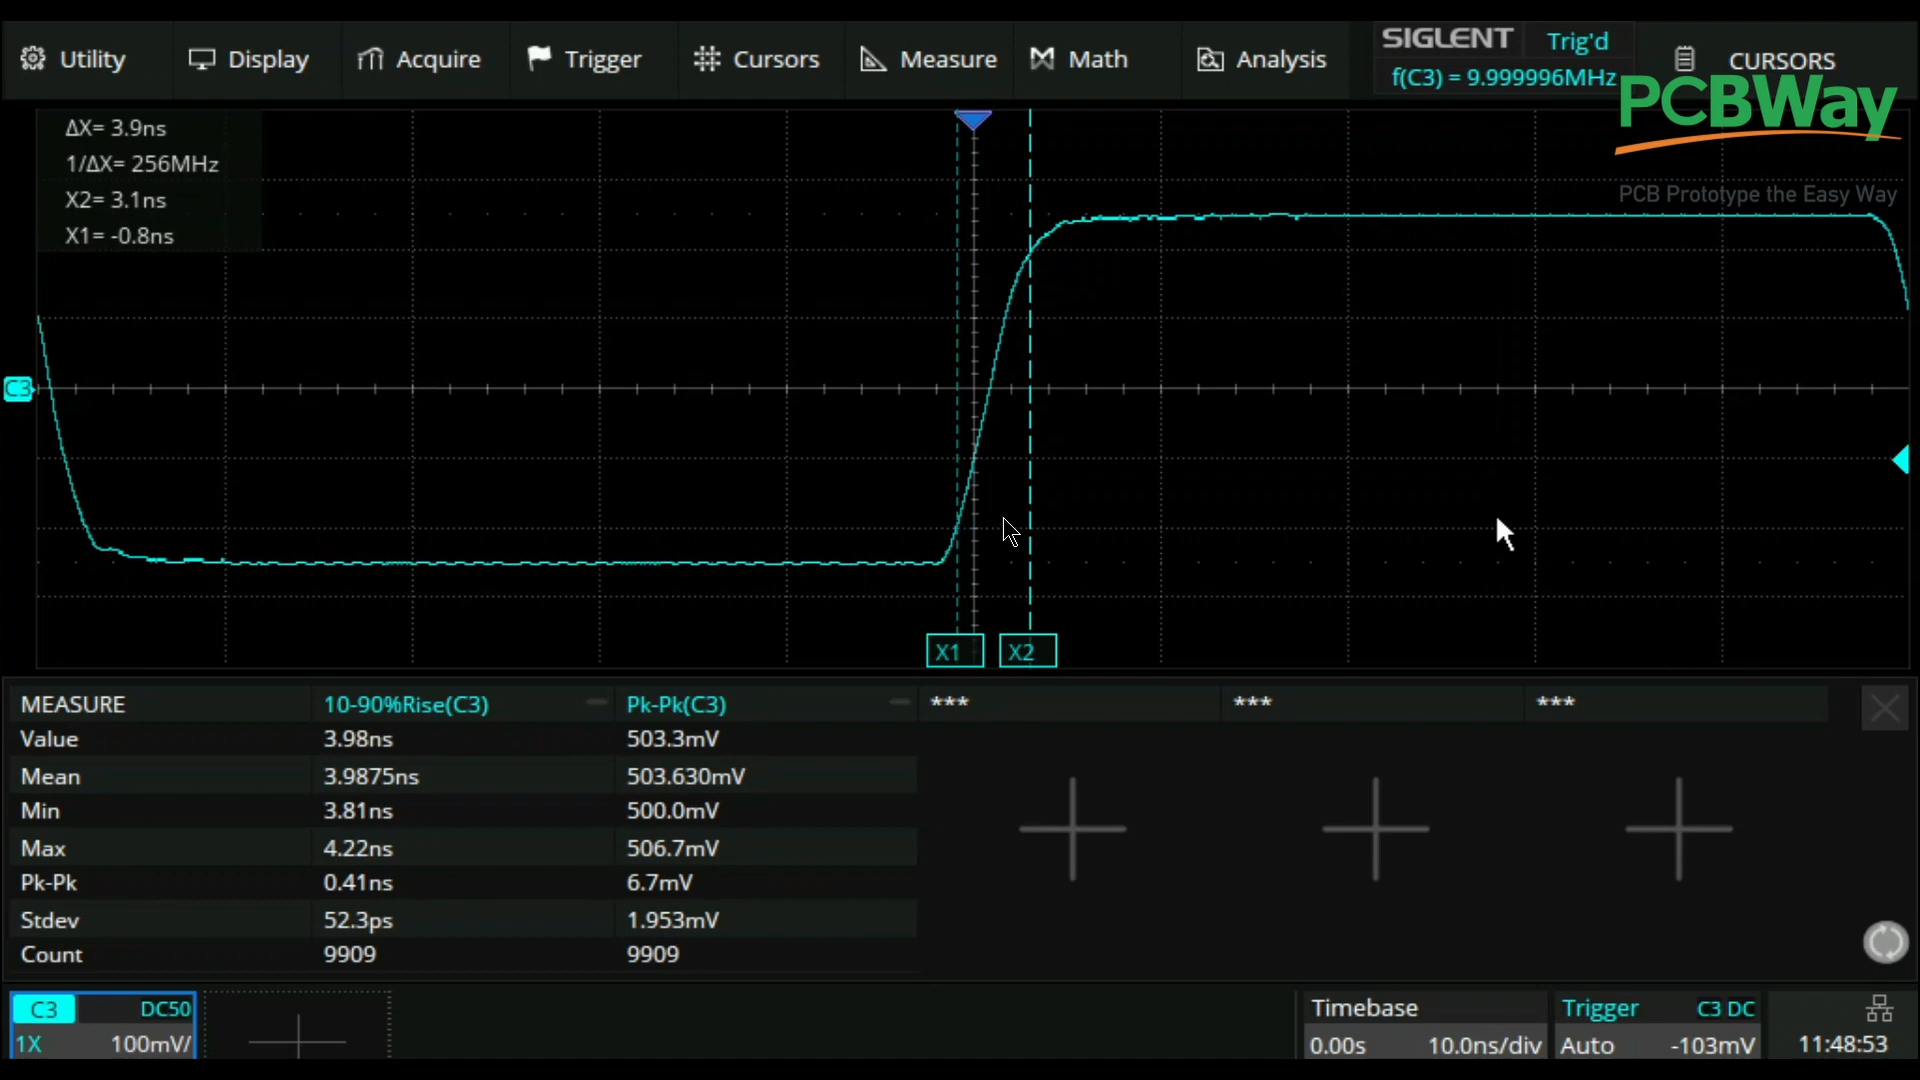 Utility
Display
Acquire
Trigger
Cursors
Measure
Math
Analysis
SIGLENT
Trig'd
f(C3) = 9.999996MHz
CURSORS
PCBWay
PCB Prototype the Easy Way
ΔX= 3.9ns
1/ΔX= 256MHz
X2= 3.1ns
X1= -0.8ns
C3
X1
X2
MEASURE 10-90%Rise(C3) Pk-Pk(C3) *** *** ***
Value 3.98ns 503.3mV
Mean 3.9875ns 503.630mV
Min 3.81ns 500.0mV
Max 4.22ns 506.7mV
Pk-Pk 0.41ns 6.7mV
Stdev 52.3ps 1.953mV
Count 9909 9909
C3 DC50
1X 100mV/
Timebase
0.00s 10.0ns/div
Trigger C3 DC
Auto -103mV
11:48:53